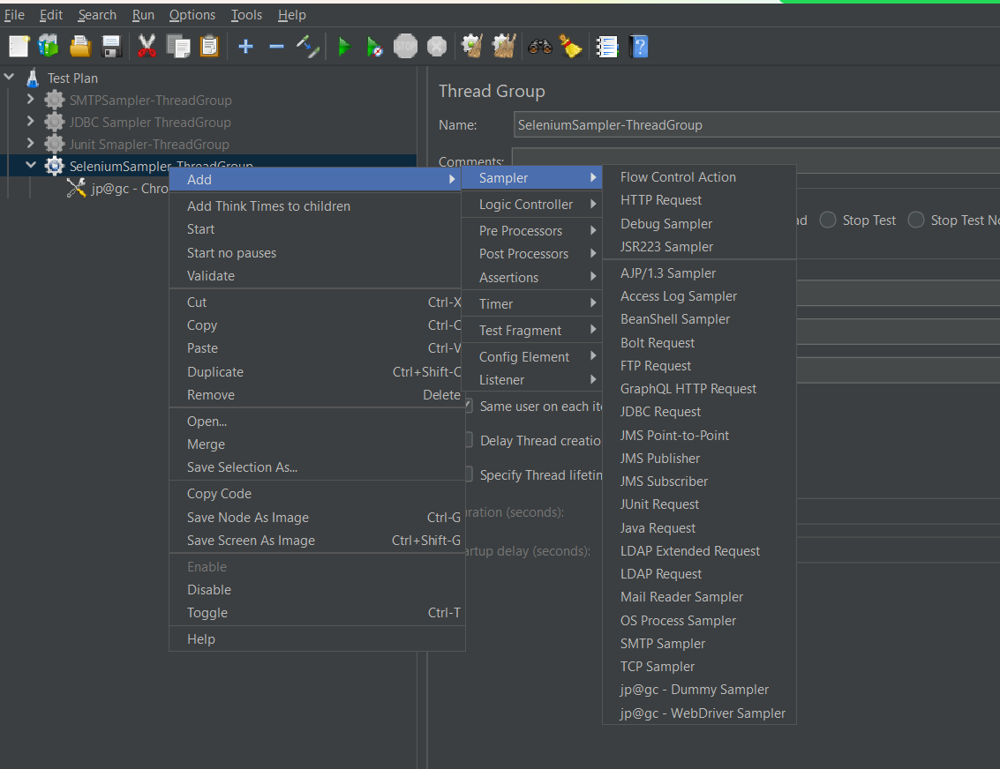 File Edit Search Run Options Tools Help
Test Plan
SMTPSampler-ThreadGroup
JDBC Sampler ThreadGroup
Junit Smapler-ThreadGroup
SeleniumSampler-ThreadGroup
jp@gc - Chro
Thread Group
Name: SeleniumSampler-ThreadGroup
Comments:
Add
Add Think Times to children
Start
Start no pauses
Validate
Cut Ctrl-X
Copy Ctrl-C
Paste Ctrl-V
Duplicate Ctrl+Shift-C
Remove Delete
Open...
Merge
Save Selection As...
Copy Code
Save Node As Image Ctrl-G
Save Screen As Image Ctrl+Shift-G
Enable
Disable
Toggle Ctrl-T
Help
Sampler
Logic Controller
Pre Processors
Post Processors
Assertions
Timer
Test Fragment
Config Element
Listener
Same user on each it
Delay Thread creatio
Specify Thread lifetim
ration (seconds):
artup delay (seconds):
Flow Control Action
HTTP Request
Debug Sampler
JSR223 Sampler
AJP/1.3 Sampler
Access Log Sampler
BeanShell Sampler
Bolt Request
FTP Request
GraphQL HTTP Request
JDBC Request
JMS Point-to-Point
JMS Publisher
JMS Subscriber
JUnit Request
Java Request
LDAP Extended Request
LDAP Request
Mail Reader Sampler
OS Process Sampler
SMTP Sampler
TCP Sampler
jp@gc - Dummy Sampler
jp@gc - WebDriver Sampler
ad Stop Test Stop Test N